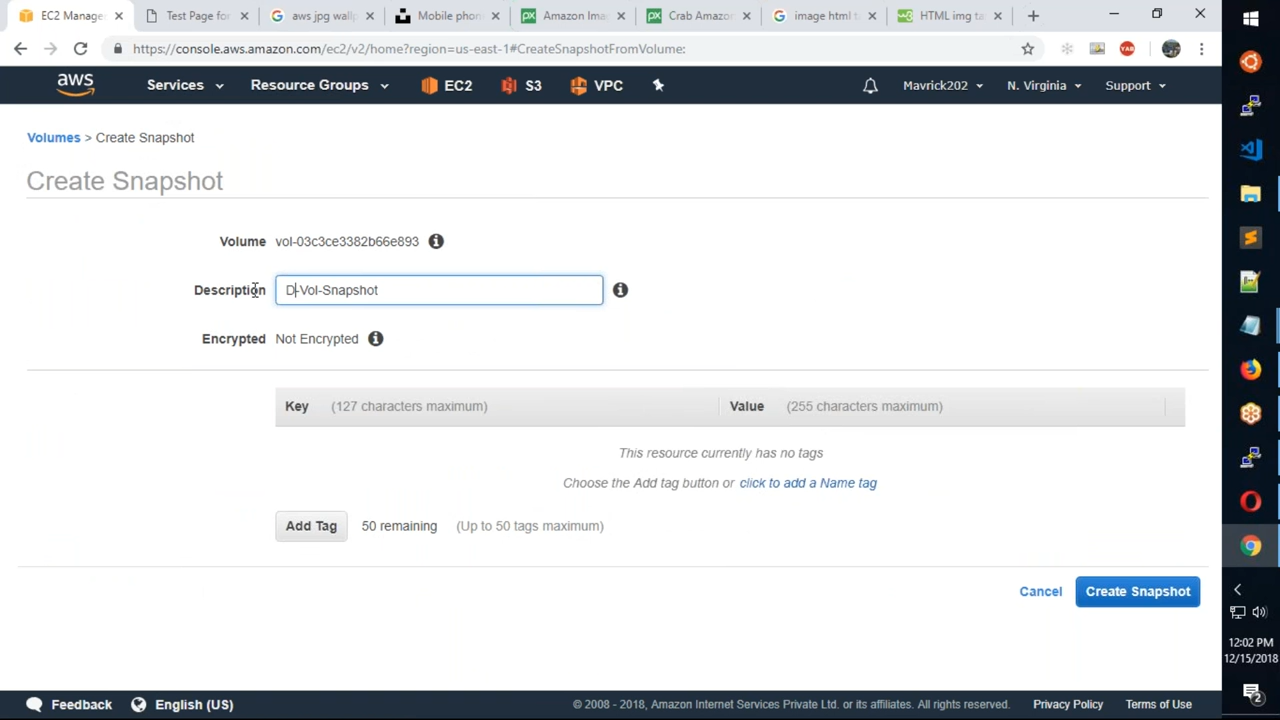 EC2 Manage
Test Page for
aws jpg wallp
Mobile phon
Amazon Ima
Crab Amazo
image html t
HTML img ta
https://console.aws.amazon.com/ec2/v2/home?region=us-east-1#CreateSnapshotFromVolume:
YAB
aws
Services
Resource Groups
EC2
S3
VPC
Mavrick202
N. Virginia
Support
Volumes > Create Snapshot
Create Snapshot
Volume vol-03c3ce3382b66e893
Description D-Vol-Snapshot
Encrypted Not Encrypted
Key (127 characters maximum) Value (255 characters maximum)
This resource currently has no tags
Choose the Add tag button or click to add a Name tag
Add Tag 50 remaining (Up to 50 tags maximum)
Cancel Create Snapshot
12:02 PM
12/15/2018
2
Feedback English (US) © 2008 - 2018, Amazon Internet Services Private Ltd. or its affiliates. All rights reserved. Privacy Policy Terms of Use